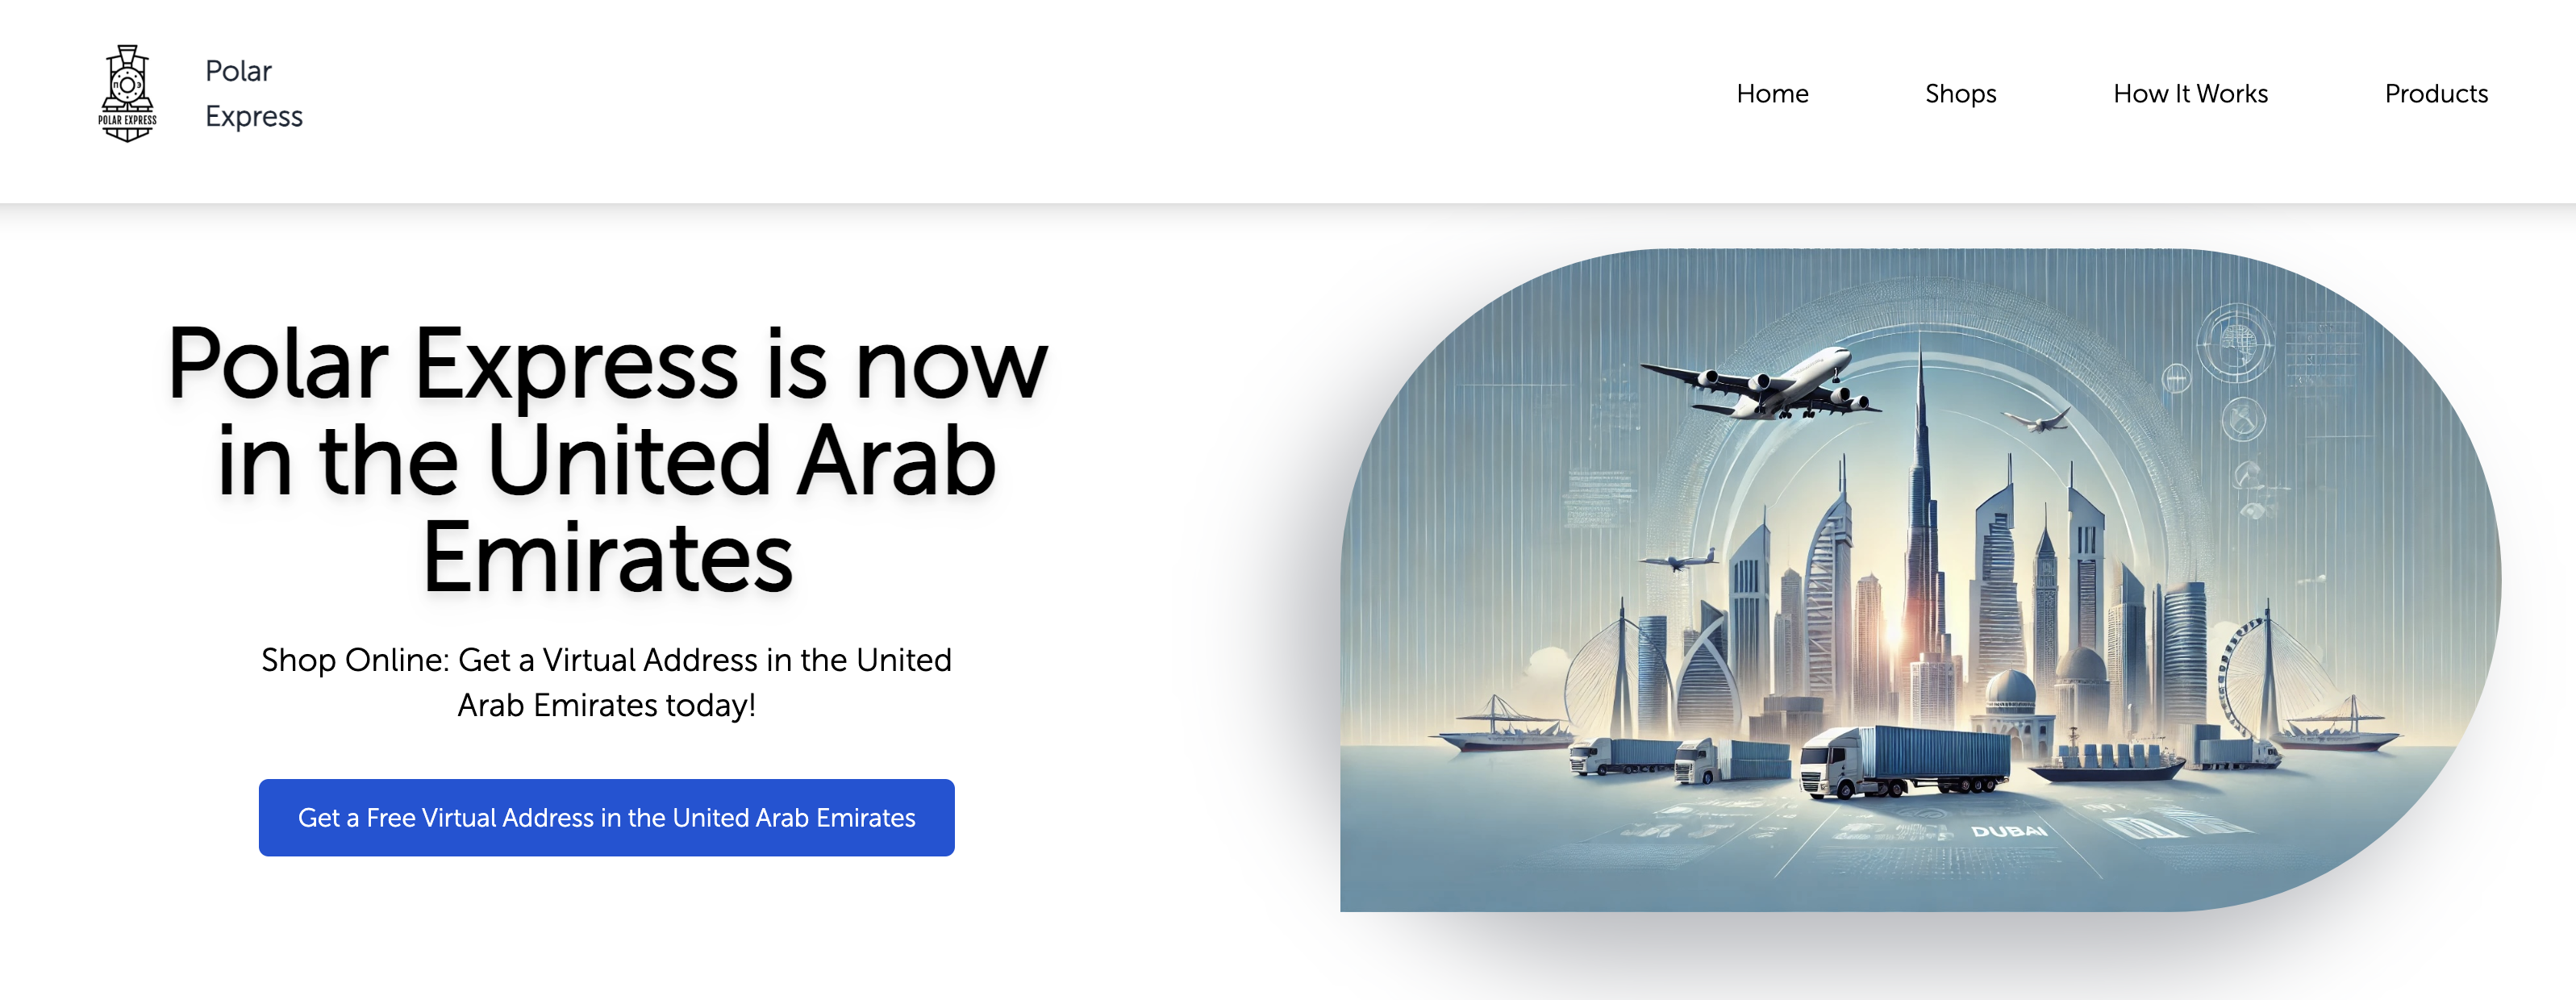 POLAR EXPRESS
Polar
Express
Home
Shops
How It Works
Products
Polar Express is now
in the United Arab
Emirates
Shop Online: Get a Virtual Address in the United
Arab Emirates today!
Get a Free Virtual Address in the United Arab Emirates
DUBAI